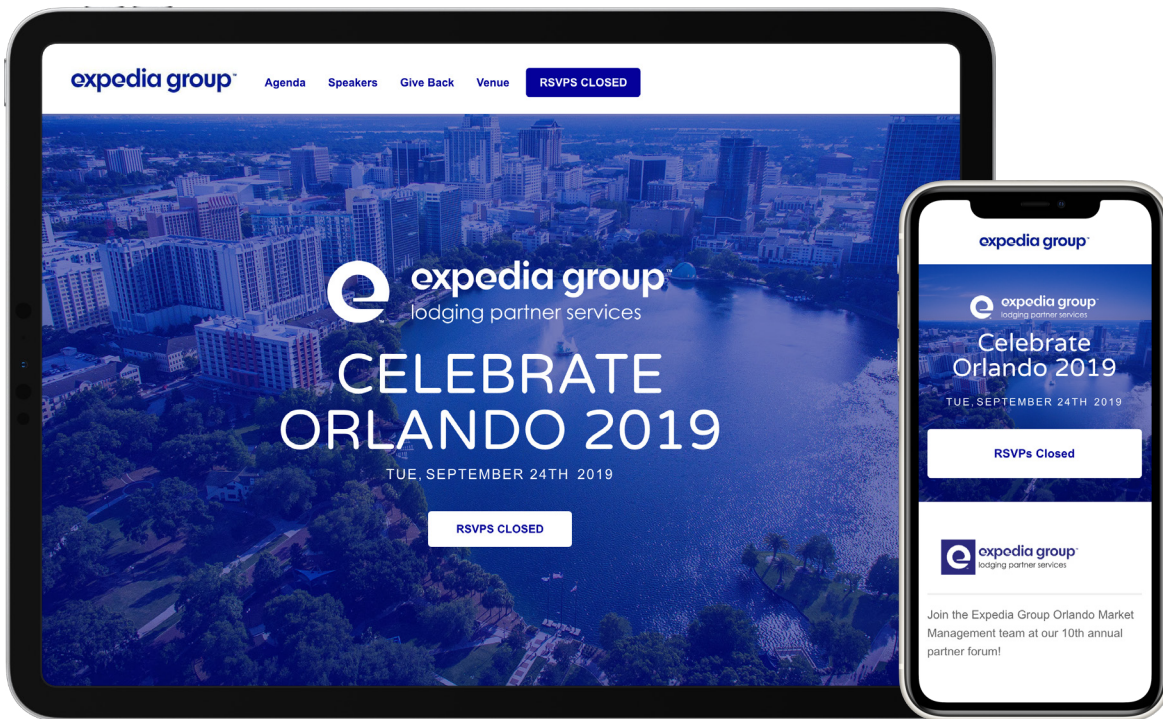 expedia group™
Agenda Speakers Give Back Venue RSVPS CLOSED
expedia group™
lodging partner services
CELEBRATE
ORLANDO 2019
TUE, SEPTEMBER 24TH 2019
RSVPS CLOSED
expedia group™
expedia group™
lodging partner services
Celebrate
Orlando 2019
TUE, SEPTEMBER 24TH 2019
RSVPs Closed
expedia group™
lodging partner services
Join the Expedia Group Orlando Market
Management team at our 10th annual
partner forum!